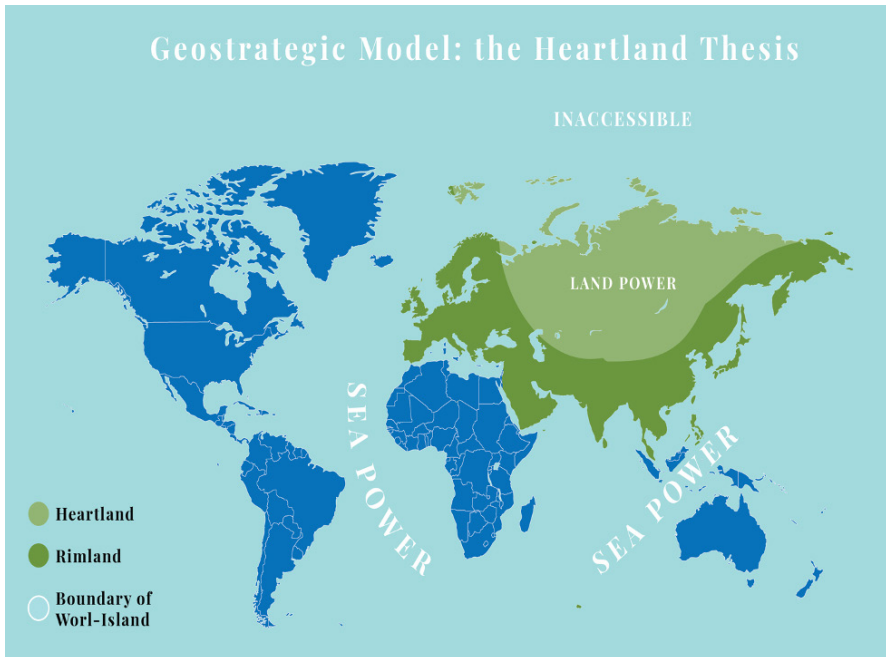 Geostrategic Model: the Heartland Thesis
INACCESSIBLE
LAND POWER
SEA POWER
SEA POWER
Heartland
Rimland
Boundary of
Worl-Island